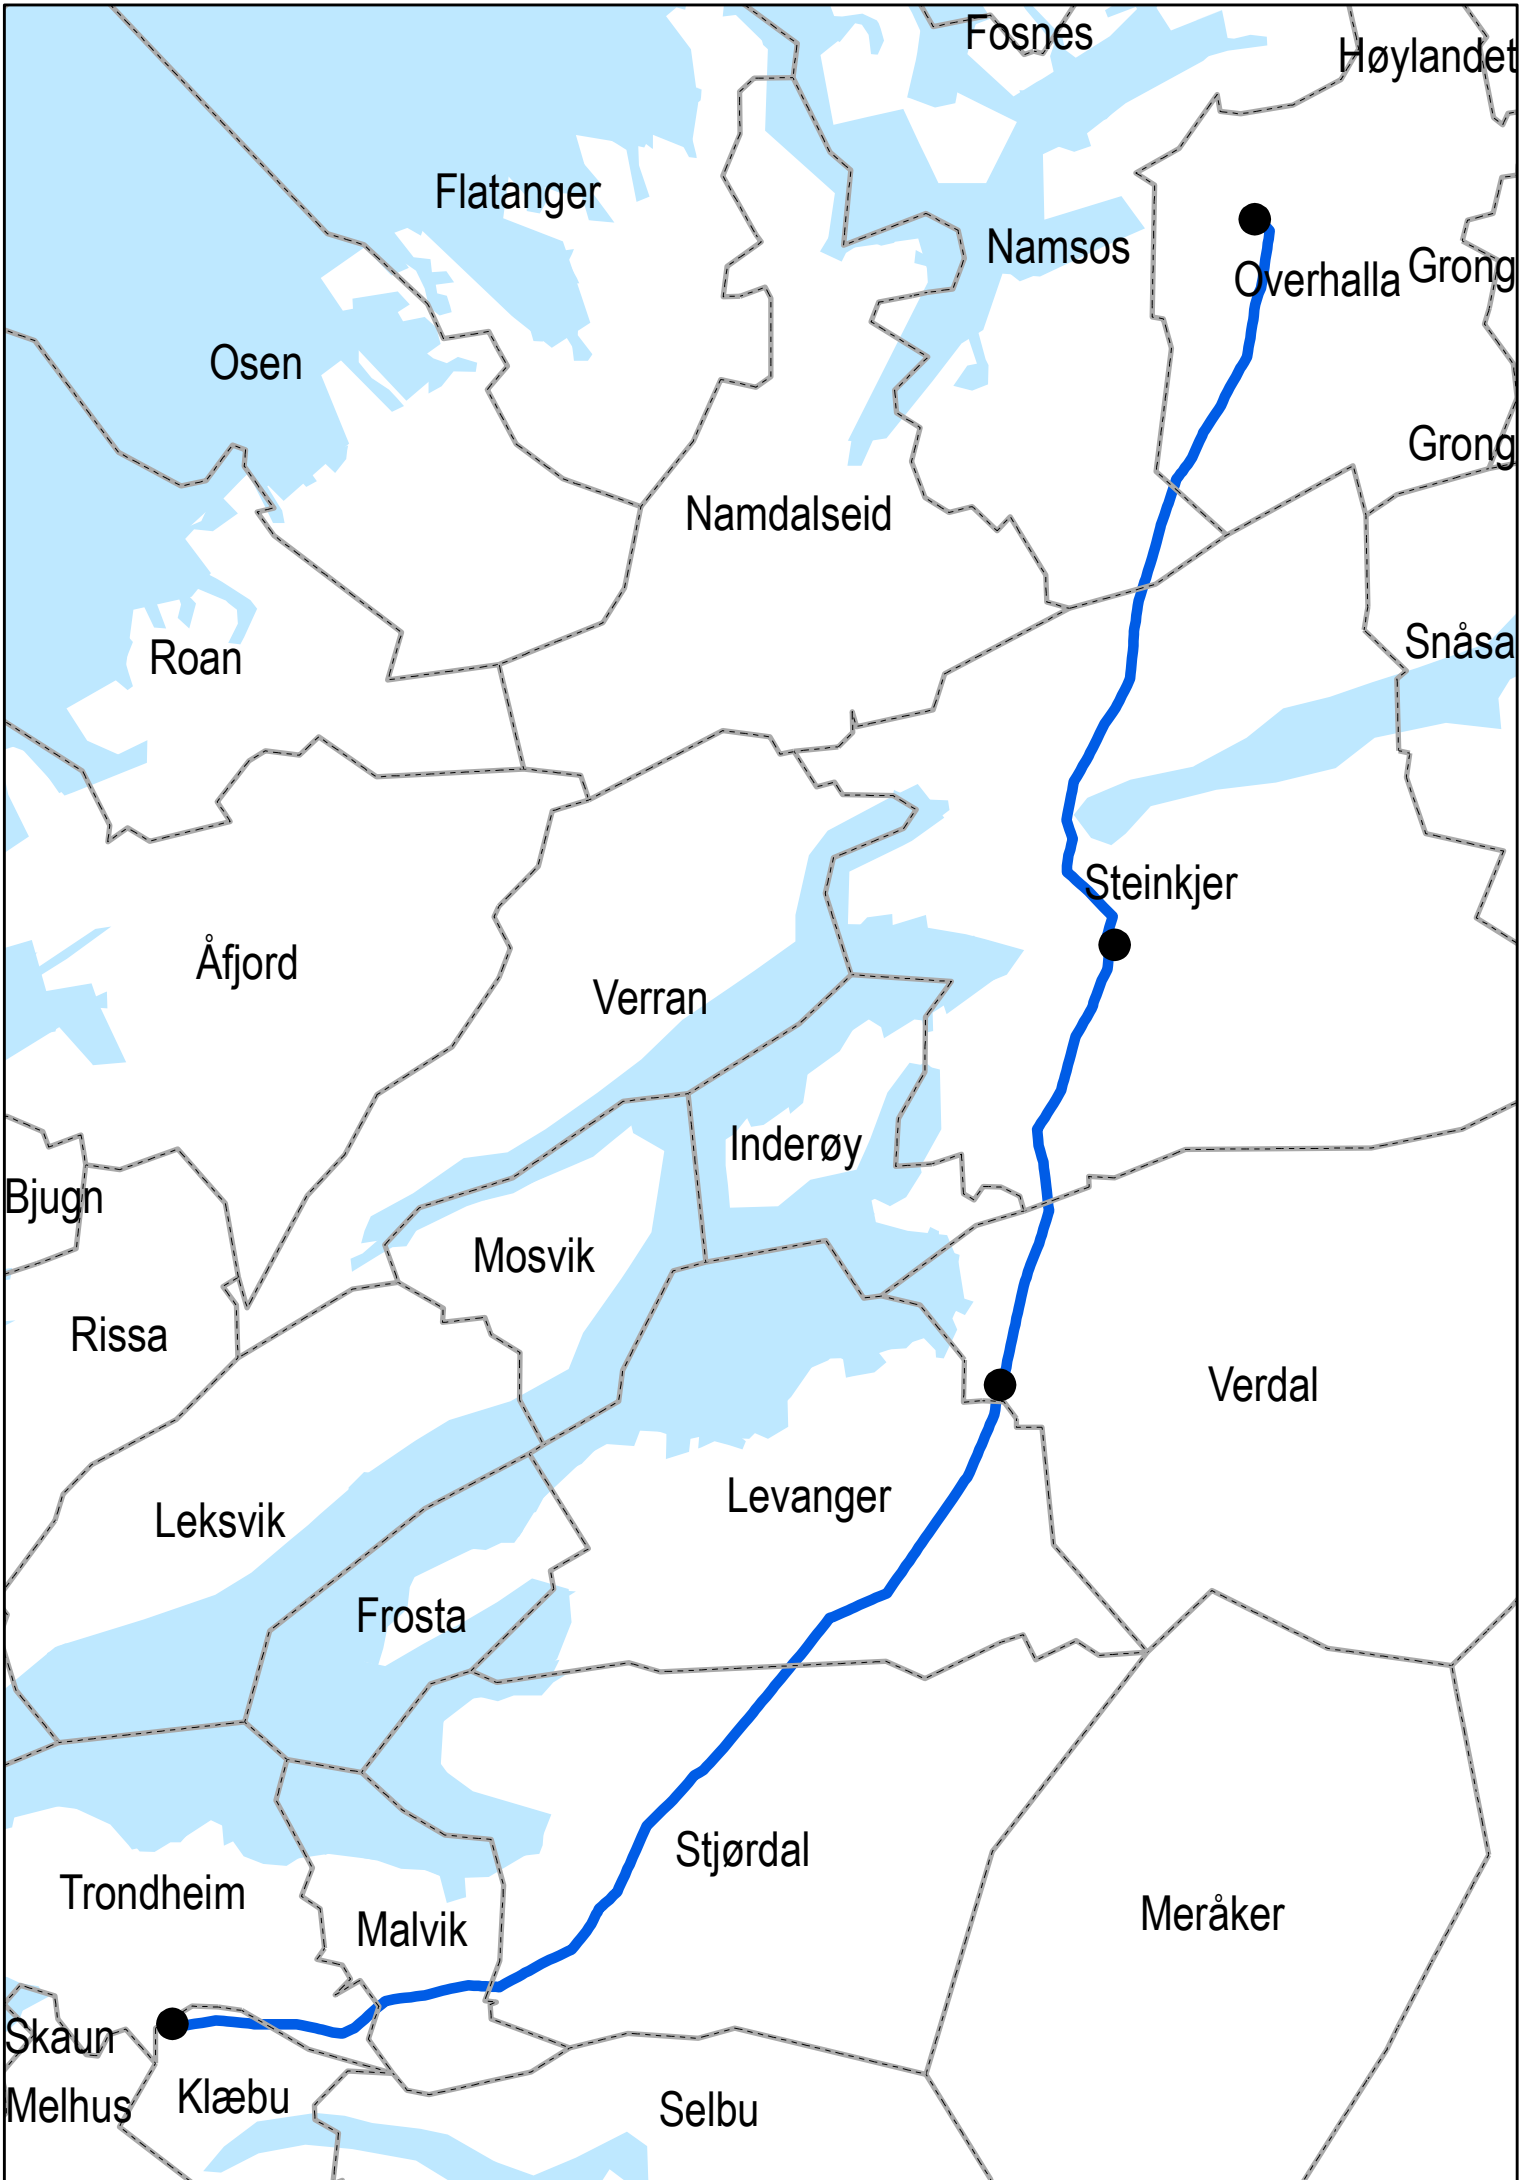 Fosnes
Høylandet
Flatanger
Namsos
Overhalla
Grong
Osen
Grong
Namdalseid
Snåsa
Roan
Steinkjer
Åfjord
Verran
Inderøy
Bjugn
Mosvik
Rissa
Verdal
Levanger
Leksvik
Frosta
Stjørdal
Trondheim
Meråker
Malvik
Skaun
Klæbu
Melhus
Selbu